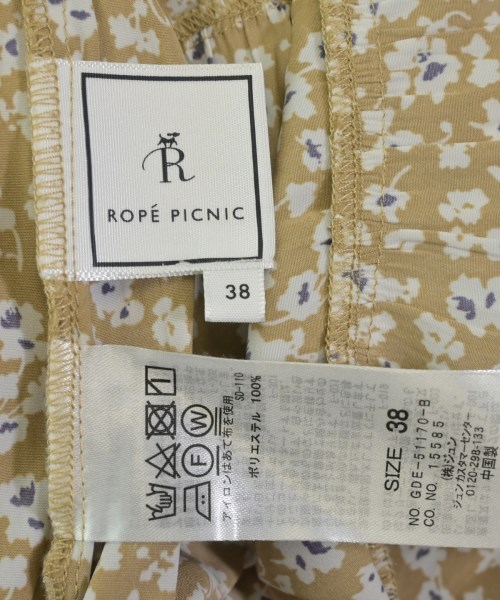 R
ROPÉ PICNIC
38
アイロンはあて布を使用
SD-110
ポリエステル 100%
SIZE 38
NO. GDE-51170-B
CO. NO. 15585
(株)ジュン
ジュンカスタマーセンター
0120-298-133
中国製